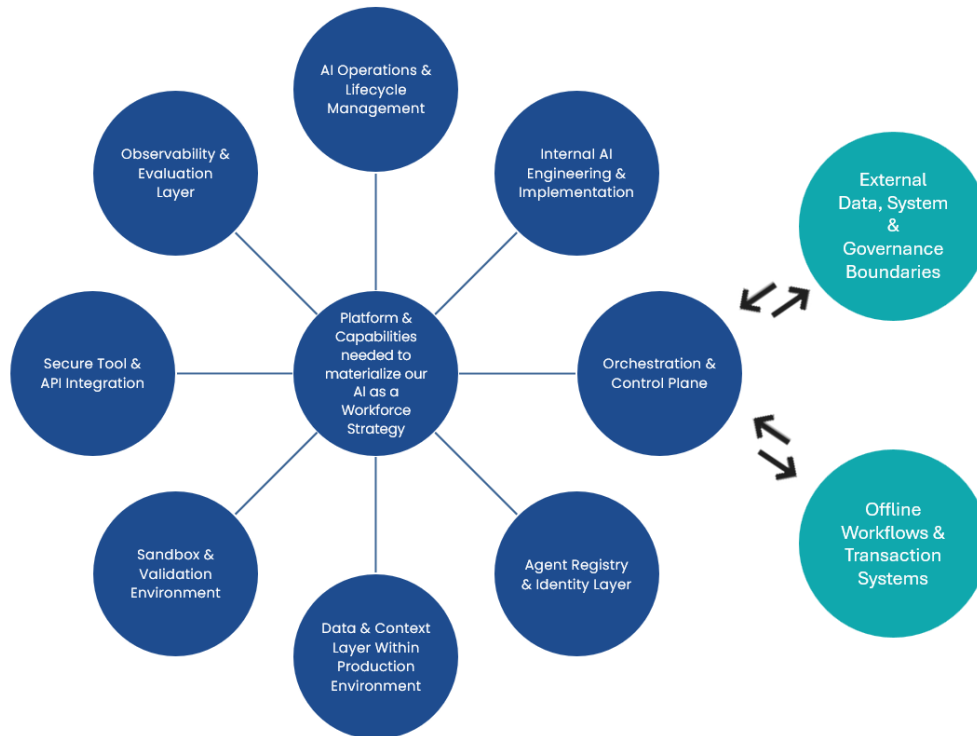 AI Operations &
Lifecycle
Management
Observability &
Evaluation
Layer
Internal AI
Engineering &
Implementation
External
Data, System
&
Governance
Boundaries
Secure Tool &
API Integration
Platform &
Capabilities
needed to
materialize our
AI as a
Workforce
Strategy
Orchestration &
Control Plane
Sandbox &
Validation
Environment
Data & Context
Layer Within
Production
Environment
Agent Registry
& Identity Layer
Offline
Workflows &
Transaction
Systems